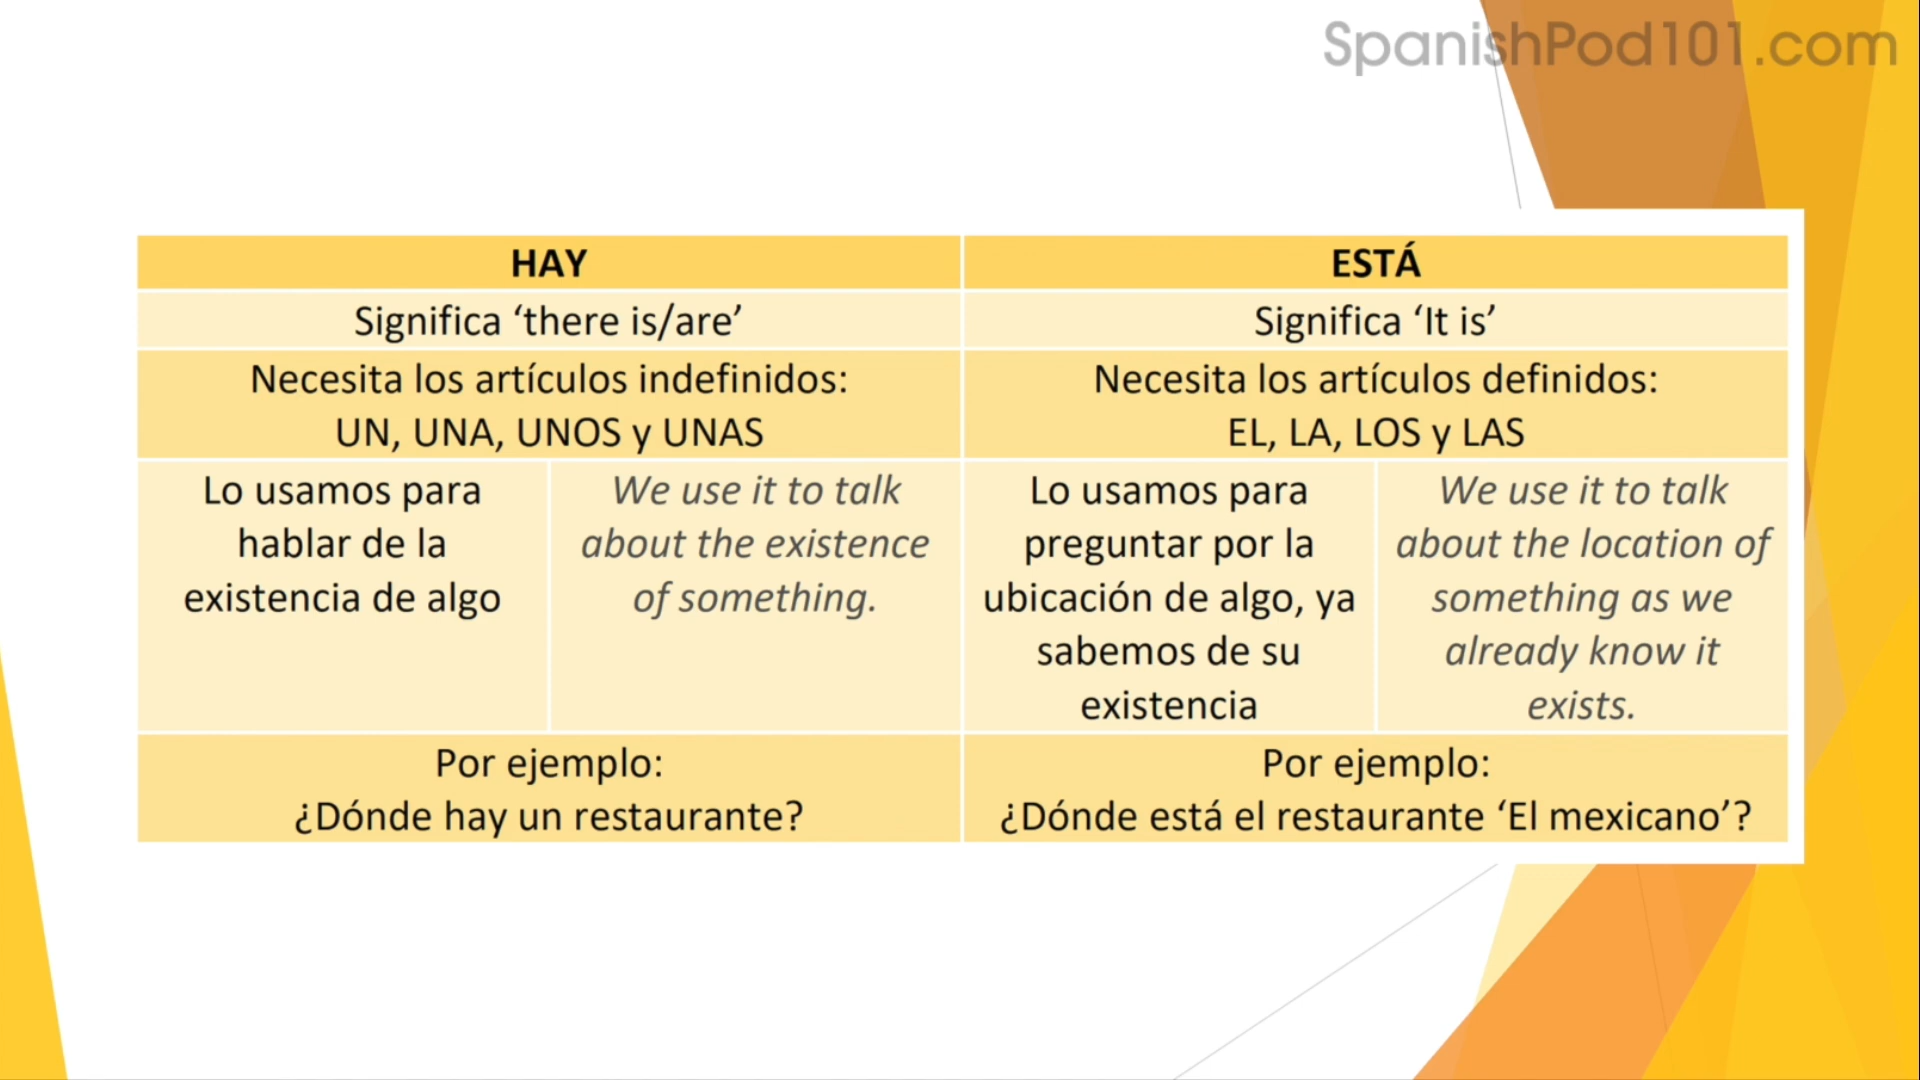 SpanishPod101.com
HAY
ESTÁ
Significa ‘there is/are’
Significa ‘It is’
Necesita los artículos indefinidos:
UN, UNA, UNOS y UNAS
Necesita los artículos definidos:
EL, LA, LOS y LAS
Lo usamos para
hablar de la
existencia de algo
We use it to talk
about the existence
of something.
Lo usamos para
preguntar por la
ubicación de algo, ya
sabemos de su
existencia
We use it to talk
about the location of
something as we
already know it
exists.
Por ejemplo:
¿Dónde hay un restaurante?
Por ejemplo:
¿Dónde está el restaurante ‘El mexicano’?